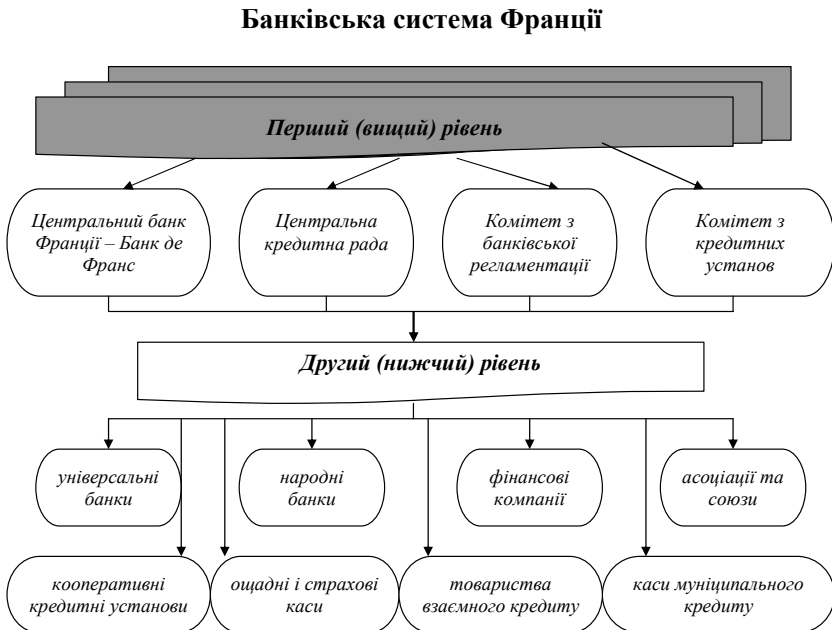 Банківська система Франції
Перший (вищий) рівень
Центральний банк
Франції – Банк де
Франс
Центральна
кредитна рада
Комітет з
банківської
регламентації
Комітет з
кредитних
установ
Другий (нижчий) рівень
універсальні
банки
народні
банки
фінансові
компанії
асоціації та
союзи
кооперативні
кредитні установи
ощадні і страхові
каси
товариства
взаємного кредиту
каси муніципального
кредиту